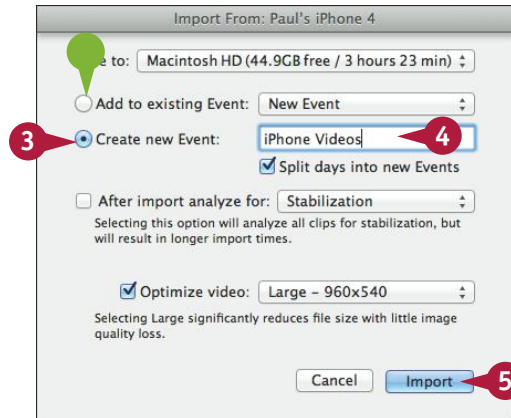 Import From: Paul's iPhone 4
e to: Macintosh HD (44.9GB free / 3 hours 23 min)
Add to existing Event: New Event
3 Create new Event: iPhone Videos 4
Split days into new Events
After import analyze for: Stabilization
Selecting this option will analyze all clips for stabilization, but
will result in longer import times.
Optimize video: Large – 960x540
Selecting Large significantly reduces file size with little image
quality loss.
Cancel Import 5